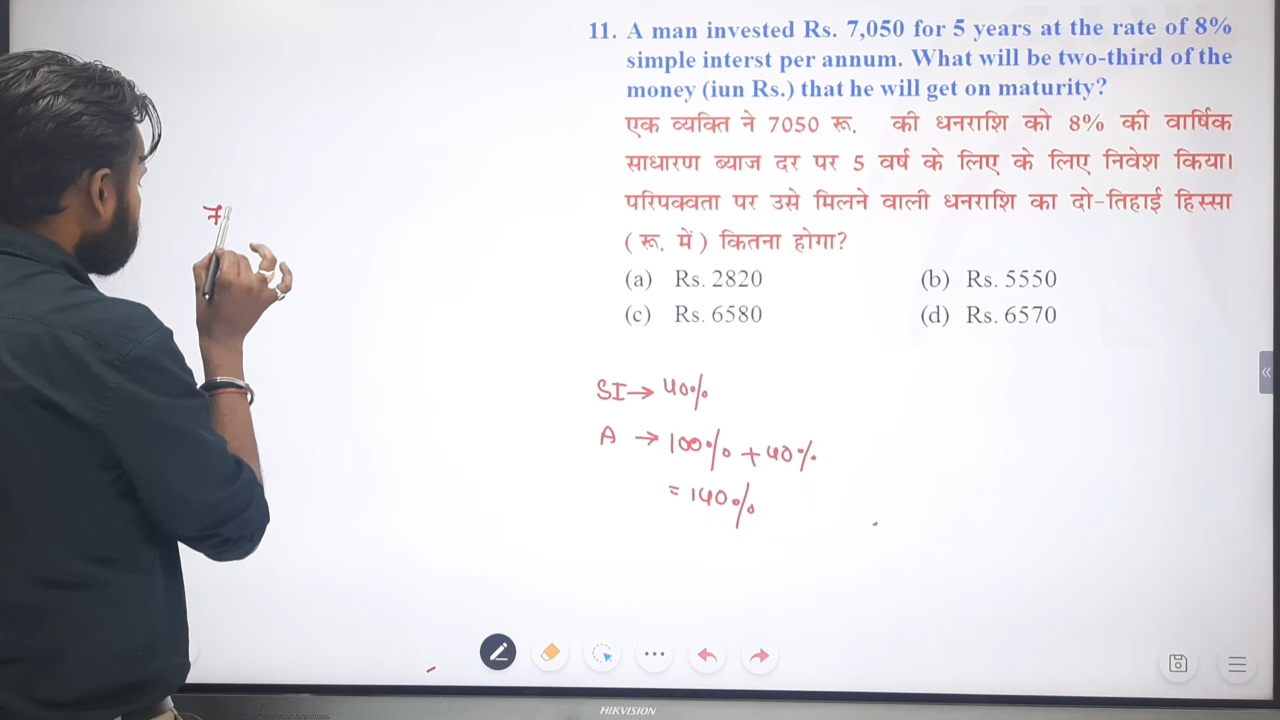 11. A man invested Rs. 7,050 for 5 years at the rate of 8%
simple interst per annum. What will be two-third of the
money (iun Rs.) that he will get on maturity?
एक व्यक्ति ने 7050 रू. की धनराशि को 8% की वार्षिक
साधारण ब्याज दर पर 5 वर्ष के लिए के लिए निवेश किया।
परिपक्वता पर उसे मिलने वाली धनराशि का दो-तिहाई हिस्सा
(रू. में) कितना होगा?
(a) Rs. 2820 (b) Rs. 5550
(c) Rs. 6580 (d) Rs. 6570
7
SI → 40%
A → 100% + 40%
= 140%
HIKVISION